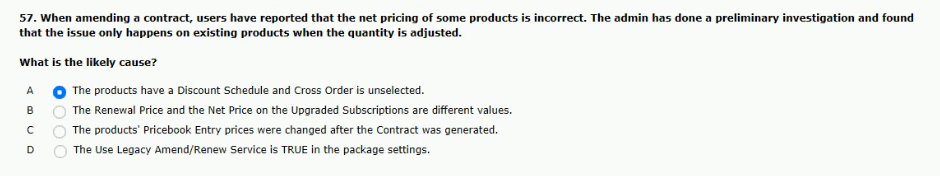 57. When amending a contract, users have reported that the net pricing of some products is incorrect. The admin has done a preliminary investigation and found
that the issue only happens on existing products when the quantity is adjusted.
What is the likely cause?
A The products have a Discount Schedule and Cross Order is unselected.
B The Renewal Price and the Net Price on the Upgraded Subscriptions are different values.
C The products' Pricebook Entry prices were changed after the Contract was generated.
D The Use Legacy Amend/Renew Service is TRUE in the package settings.